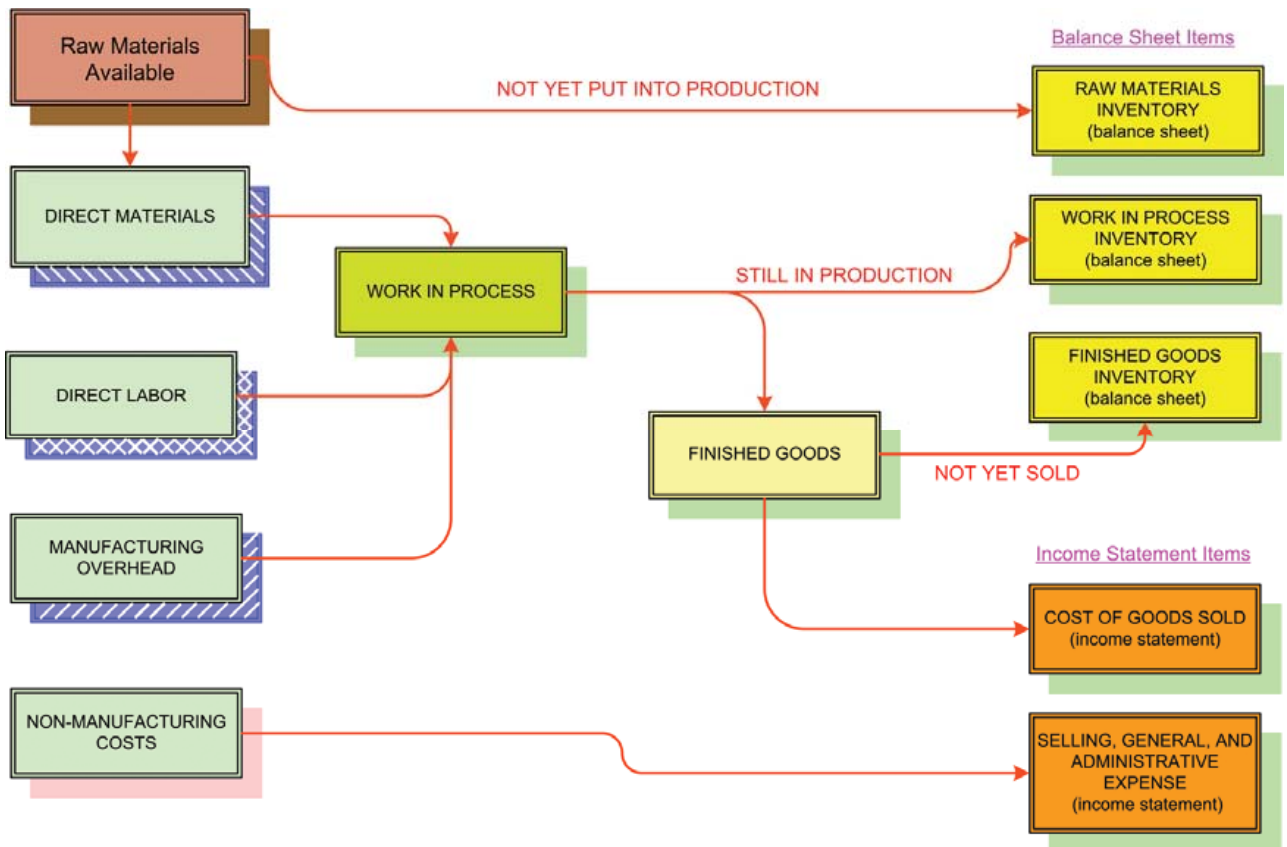 Raw Materials
Available
Balance Sheet Items
NOT YET PUT INTO PRODUCTION
RAW MATERIALS
INVENTORY
(balance sheet)
DIRECT MATERIALS
WORK IN PROCESS
INVENTORY
(balance sheet)
WORK IN PROCESS
STILL IN PRODUCTION
DIRECT LABOR
FINISHED GOODS
INVENTORY
(balance sheet)
FINISHED GOODS
NOT YET SOLD
MANUFACTURING
OVERHEAD
Income Statement Items
COST OF GOODS SOLD
(income statement)
NON-MANUFACTURING
COSTS
SELLING, GENERAL, AND
ADMINISTRATIVE
EXPENSE
(income statement)